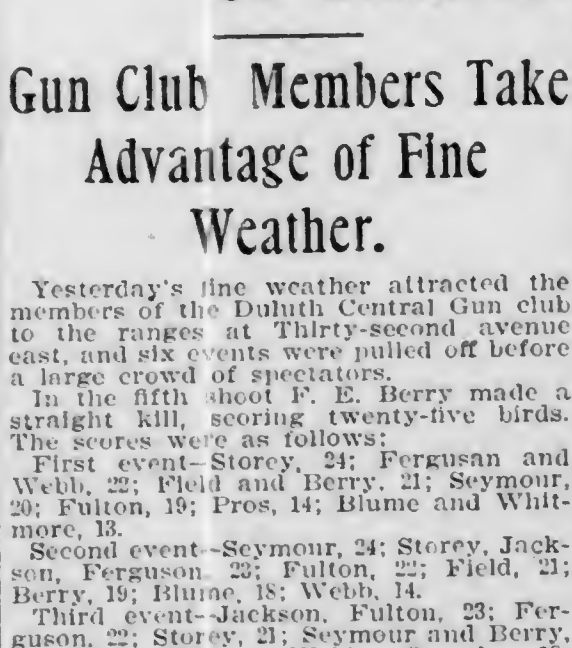 Gun Club Members Take
Advantage of Fine
Weather.
Yesterday's fine weather attracted the
members of the Duluth Central Gun club
to the ranges at Thirty-second avenue
east, and six events were pulled off before
a large crowd of spectators.
In the fifth shoot F. E. Berry made a
straight kill, scoring twenty-five birds.
The scores were as follows:
First event—Storey, 24; Fergusan and
Webb, 22; Field and Berry, 21; Seymour,
20; Fulton, 19; Pros, 14; Blume and Whit-
more, 13.
Second event—Seymour, 24; Storey, Jack-
son, Ferguson, 23; Fulton, 22; Field, 21;
Berry, 19; Blume, 18; Webb, 14.
Third event—Jackson, Fulton, 23; Fer-
guson, 22; Storey, 21; Seymour and Berry,